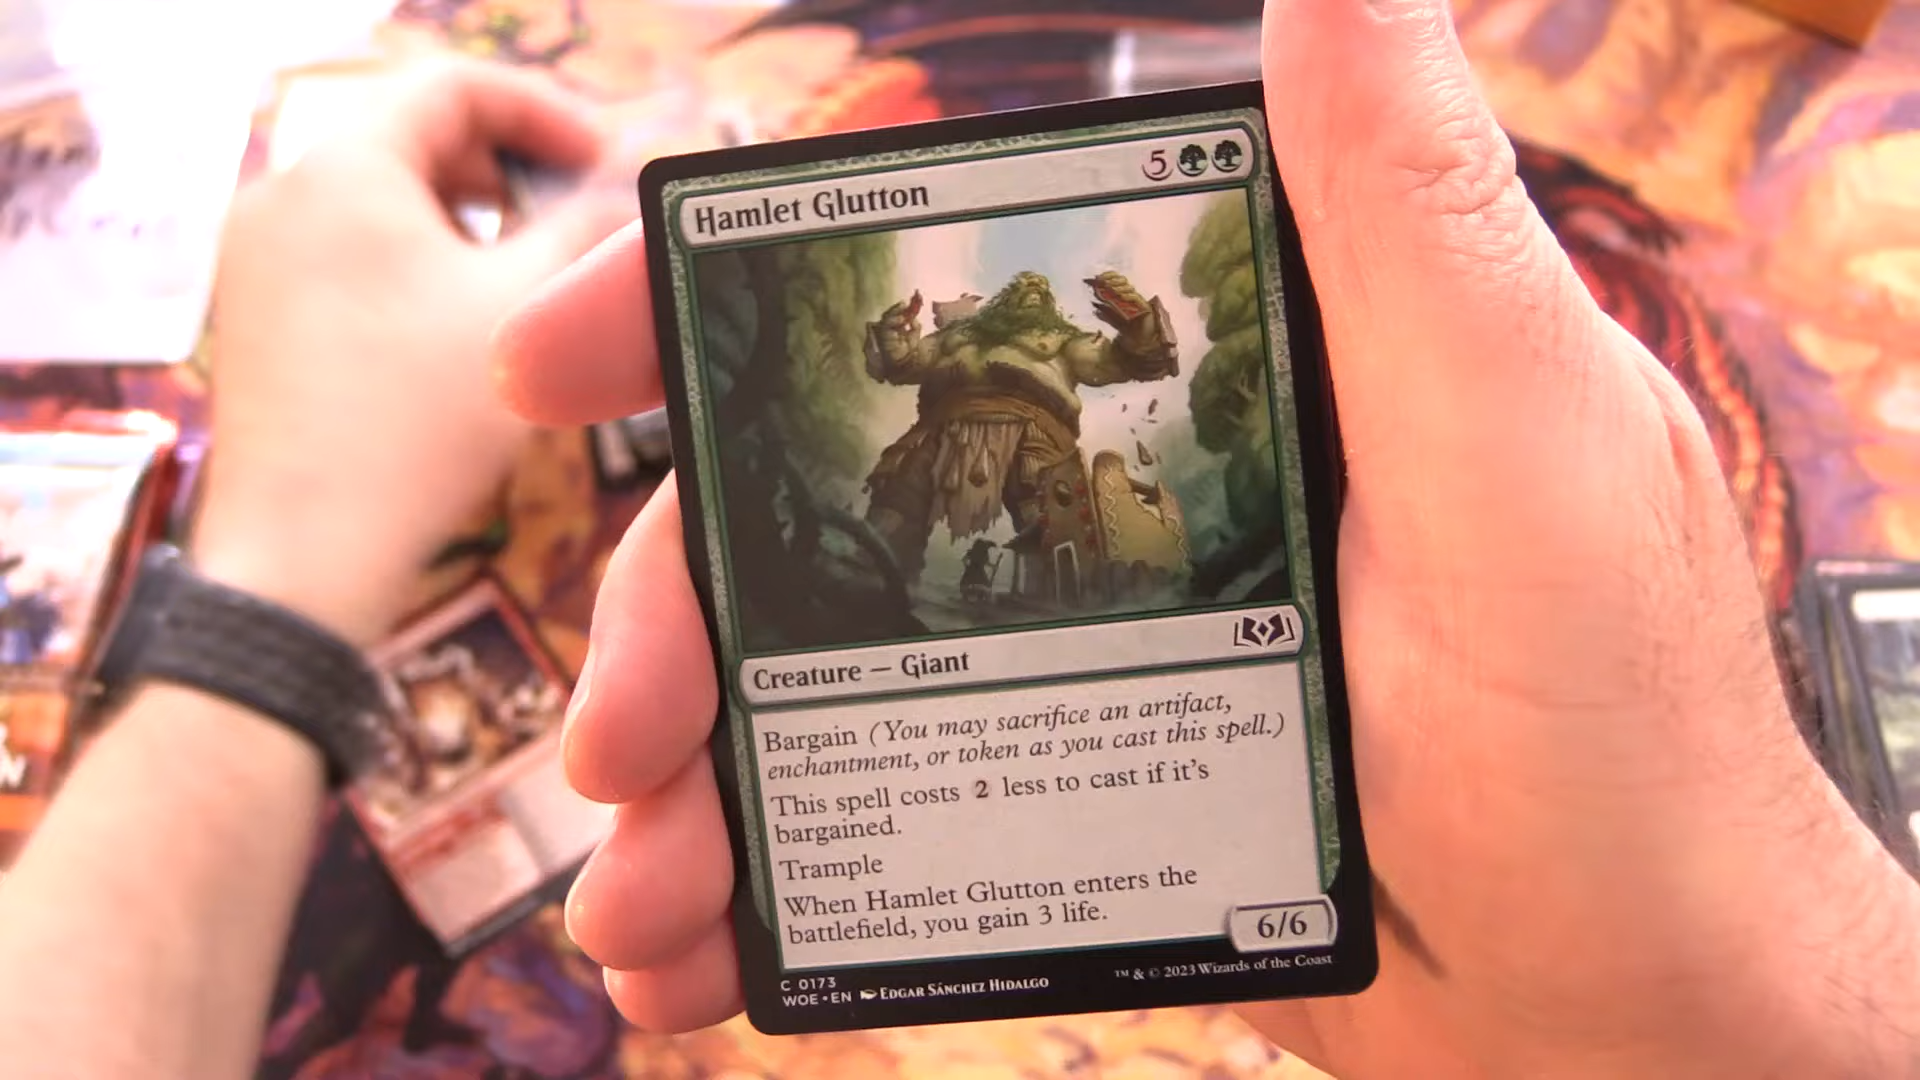 Hamlet Glutton
5
Creature — Giant
Bargain (You may sacrifice an artifact,
enchantment, or token as you cast this spell.)
This spell costs 2 less to cast if it's
bargained.
Trample
When Hamlet Glutton enters the
battlefield, you gain 3 life.
6/6
C 0173
WOE • EN EDGAR SÁNCHEZ HIDALGO
™ & © 2023 Wizards of the Coast